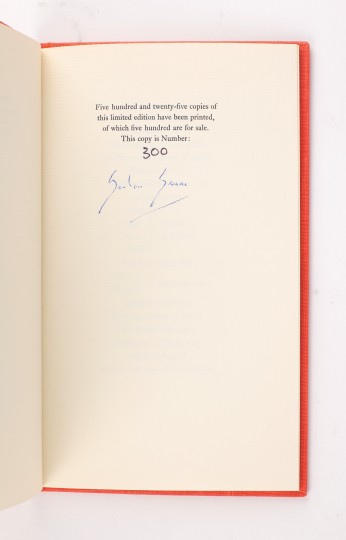 Five hundred and twenty-five copies of
this limited edition have been printed,
of which five hundred are for sale.
This copy is Number:
300